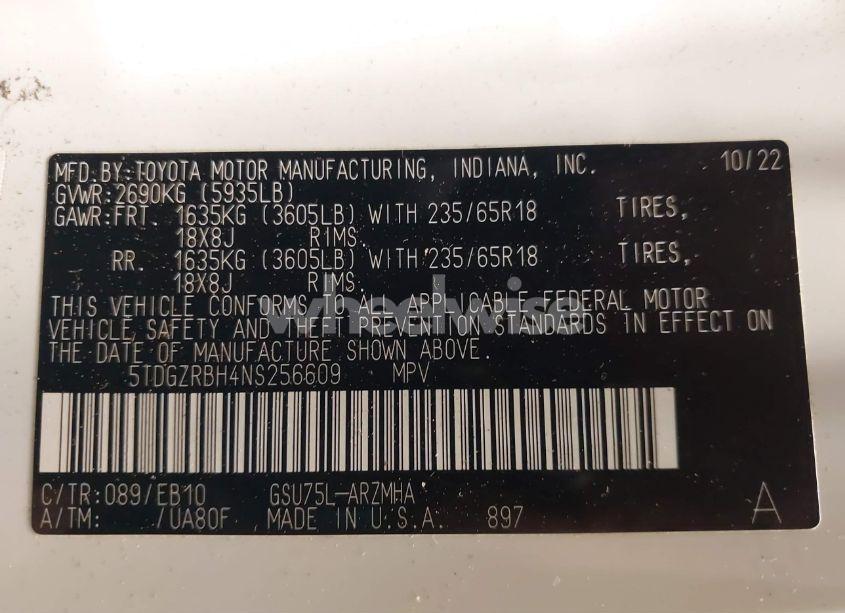 MFD.BY:TOYOTA MOTOR MANUFACTURING, INDIANA, INC. 10/22
GVWR:2690KG (5935LB)
GAWR:FRT. 1635KG (3605LB) WITH 235/65R18 TIRES,
18X8J RIMS.
RR. 1635KG (3605LB) WITH 235/65R18 TIRES,
18X8J RIMS.
THIS VEHICLE CONFORMS TO ALL APPLICABLE FEDERAL MOTOR
VEHICLE SAFETY AND THEFT PREVENTION STANDARDS IN EFFECT ON
THE DATE OF MANUFACTURE SHOWN ABOVE.
5TDGZRBH4NS256609 MPV
C/TR:089/EB10 GSU75L-ARZMHA
A/TM: /UA80F MADE IN U.S.A. 897 A
wheelwise